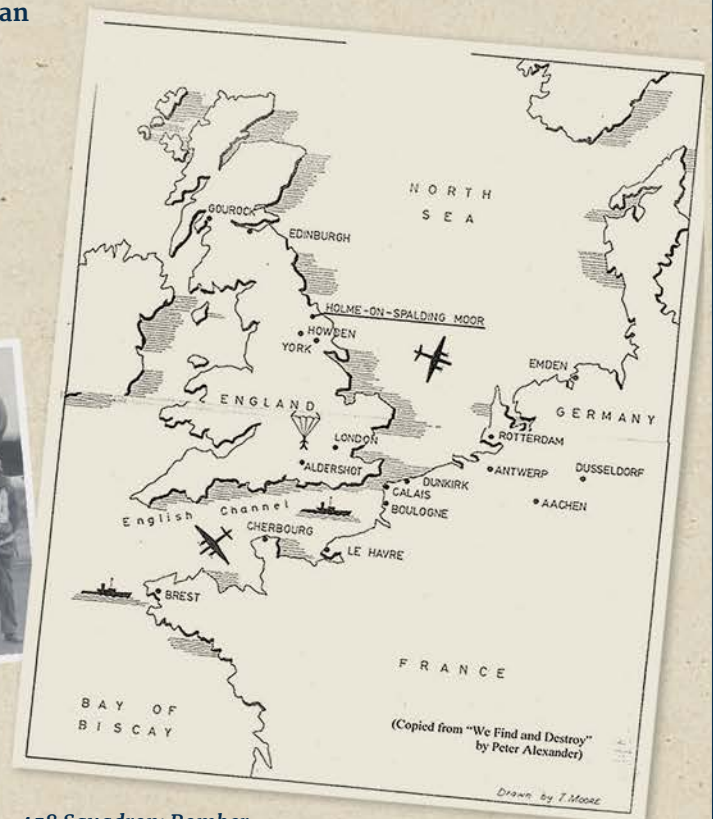 an
NORTH
SEA
GOUROCK
EDINBURGH
HOLME-ON-SPALDING MOOR
HOWDEN
YORK
EMDEN
ENGLAND
GERMANY
LONDON
ROTTERDAM
ALDERSHOT
ANTWERP
DUSSELDORF
DUNKIRK
CALAIS
AACHEN
English Channel
BOULOGNE
CHERBOURG
LE HAVRE
BREST
FRANCE
BAY OF
BISCAY
(Copied from "We Find and Destroy"
by Peter Alexander)
Drawn by T. MOORE
Squadron: Bomber